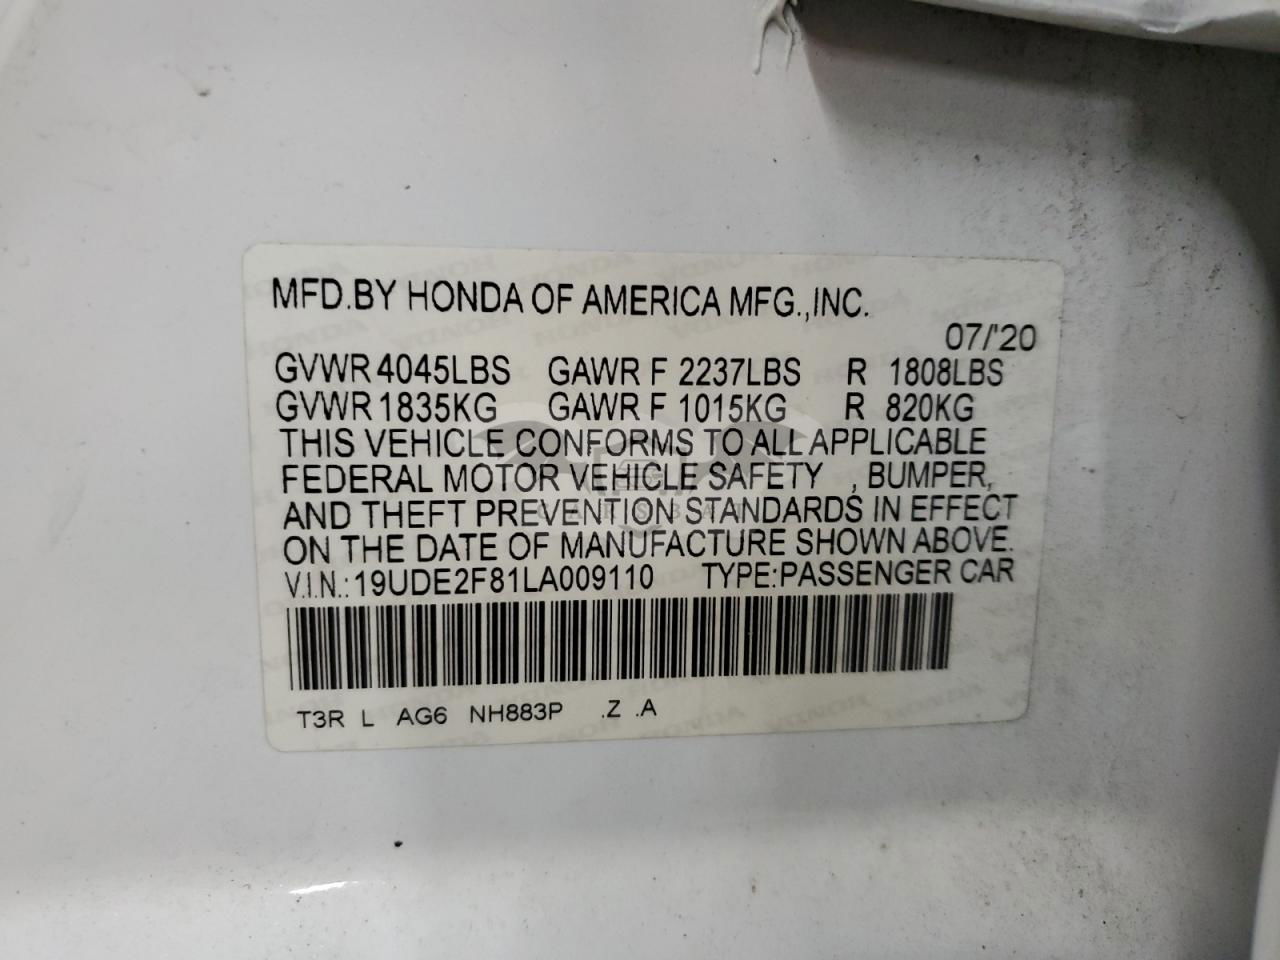 MFD.BY HONDA OF AMERICA MFG.,INC.
07/'20
GVWR 4045LBS GAWR F 2237LBS R 1808LBS
GVWR 1835KG GAWR F 1015KG R 820KG
THIS VEHICLE CONFORMS TO ALL APPLICABLE
FEDERAL MOTOR VEHICLE SAFETY , BUMPER,
AND THEFT PREVENTION STANDARDS IN EFFECT
ON THE DATE OF MANUFACTURE SHOWN ABOVE.
V.I.N.:19UDE2F81LA009110 TYPE:PASSENGER CAR
T3R L AG6 NH883P .Z .A